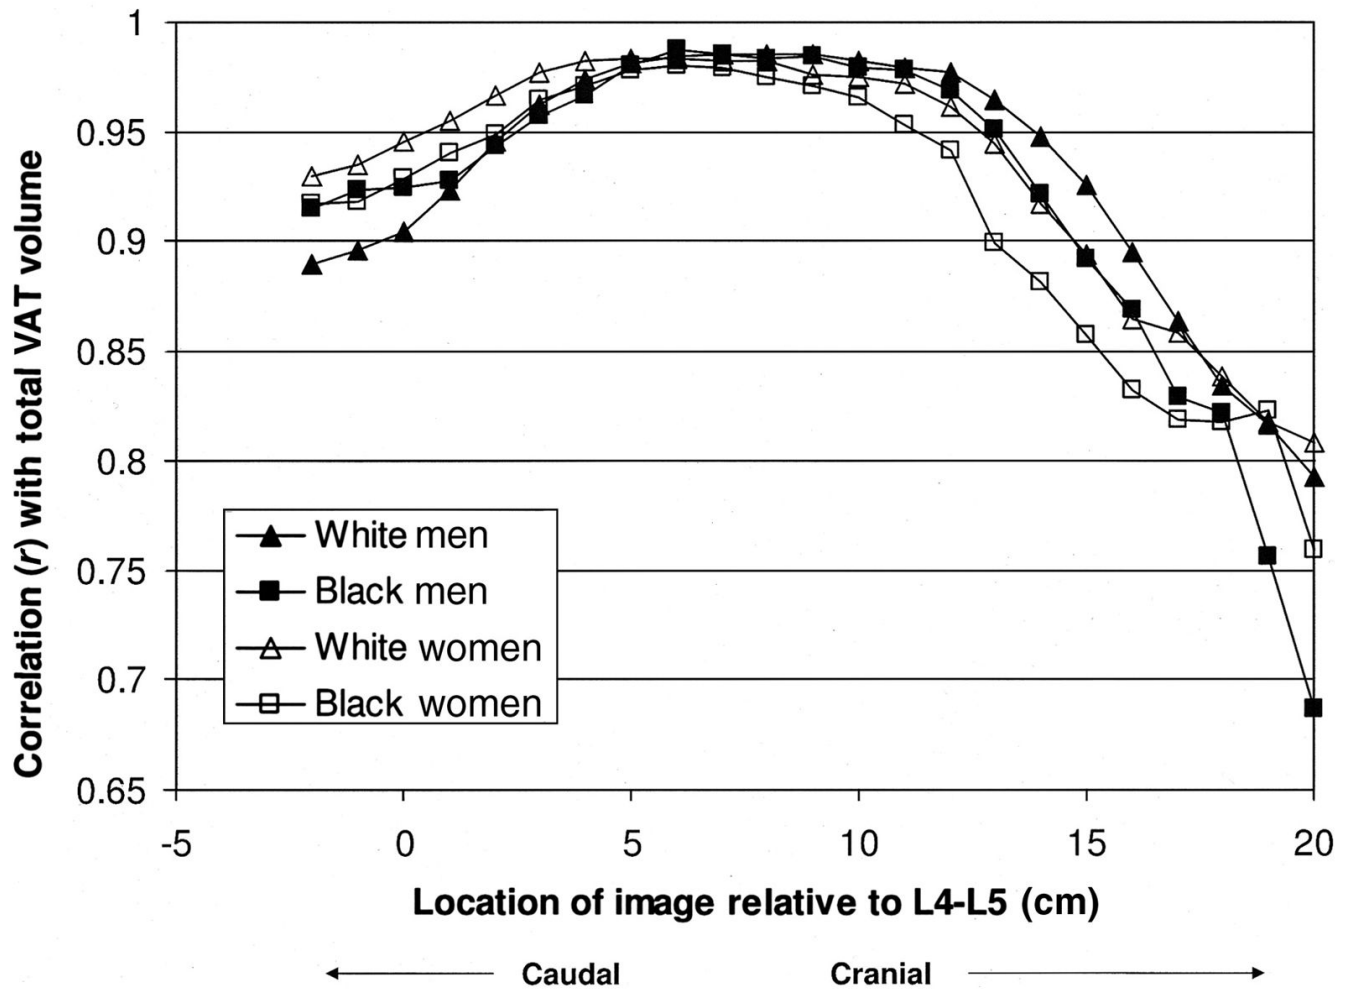 Correlation (r) with total VAT volume
1
0.95
0.9
0.85
0.8
0.75
0.7
0.65
White men
Black men
White women
Black women
-5 0 5 10 15 20
Location of image relative to L4-L5 (cm)
Caudal Cranial